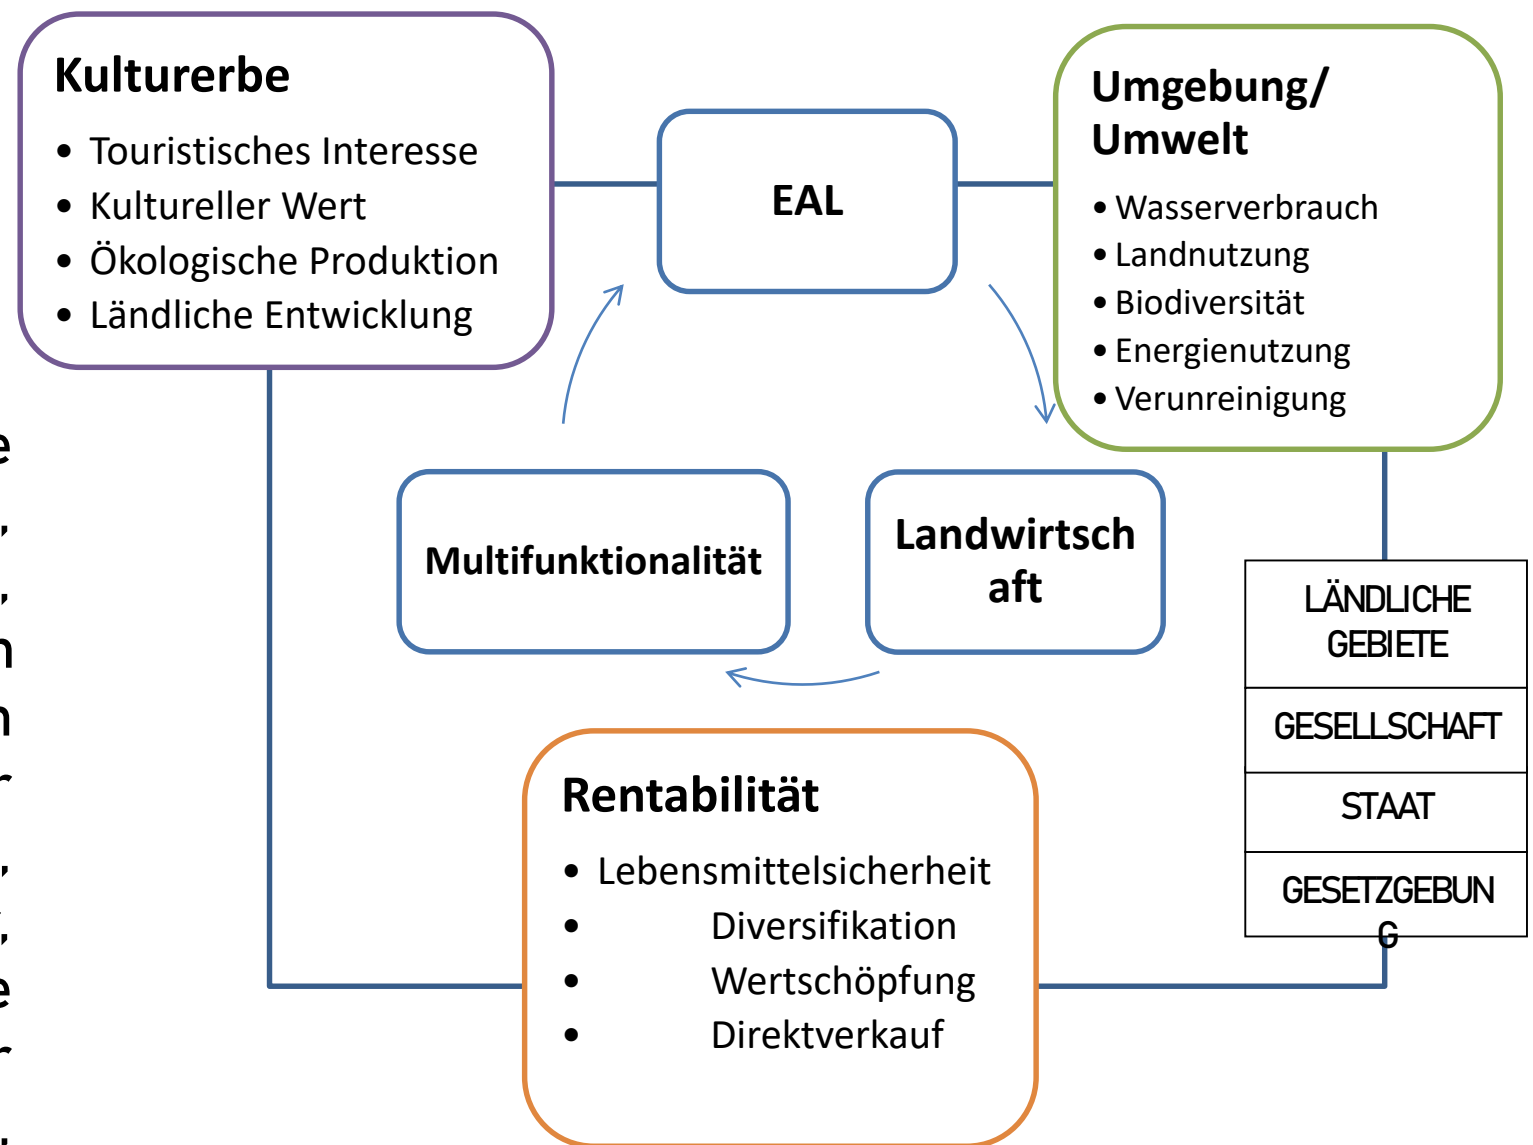 Kulturerbe
• Touristisches Interesse
• Kultureller Wert
• Ökologische Produktion
• Ländliche Entwicklung
EAL
Umgebung/
Umwelt
• Wasserverbrauch
• Landnutzung
• Biodiversität
• Energienutzung
• Verunreinigung
Multifunktionalität
Landwirtsch
aft
LÄNDLICHE
GEBIETE
GESELLSCHAFT
STAAT
GESETZGEBUN
G
Rentabilität
• Lebensmittelsicherheit
• Diversifikation
• Wertschöpfung
• Direktverkauf